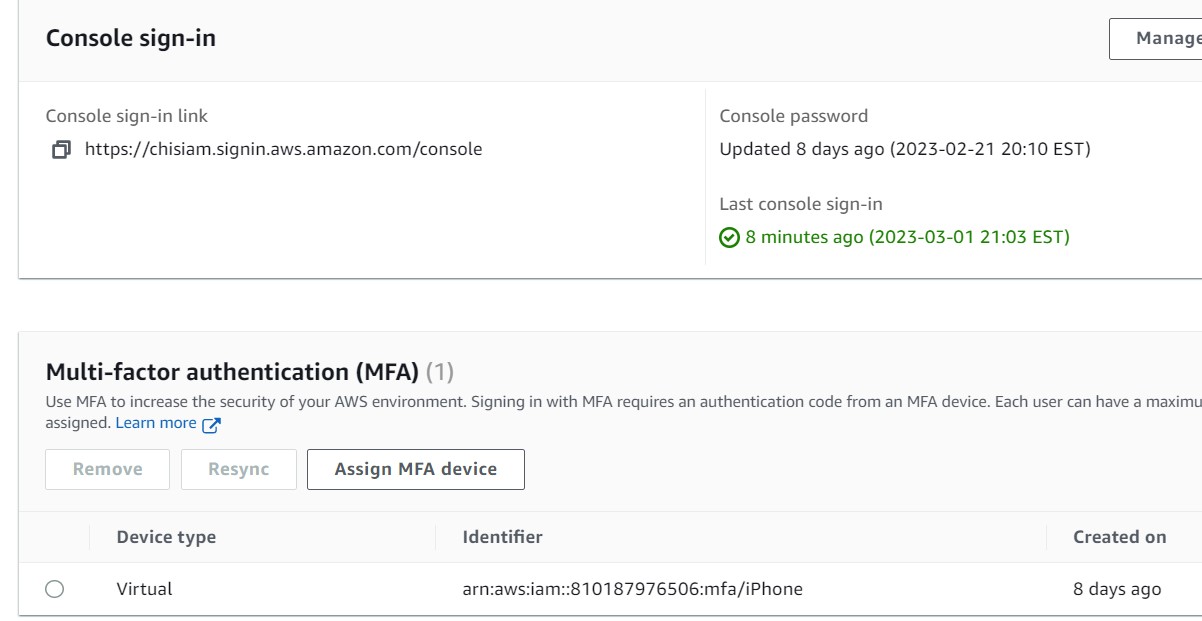 Console sign-in
Manage
Console sign-in link
https://chisiam.signin.aws.amazon.com/console
Console password
Updated 8 days ago (2023-02-21 20:10 EST)
Last console sign-in
8 minutes ago (2023-03-01 21:03 EST)
Multi-factor authentication (MFA) (1)
Use MFA to increase the security of your AWS environment. Signing in with MFA requires an authentication code from an MFA device. Each user can have a maximu
assigned. Learn more
Remove
Resync
Assign MFA device
Device type
Identifier
Created on
Virtual
arn:aws:iam::810187976506:mfa/iPhone
8 days ago